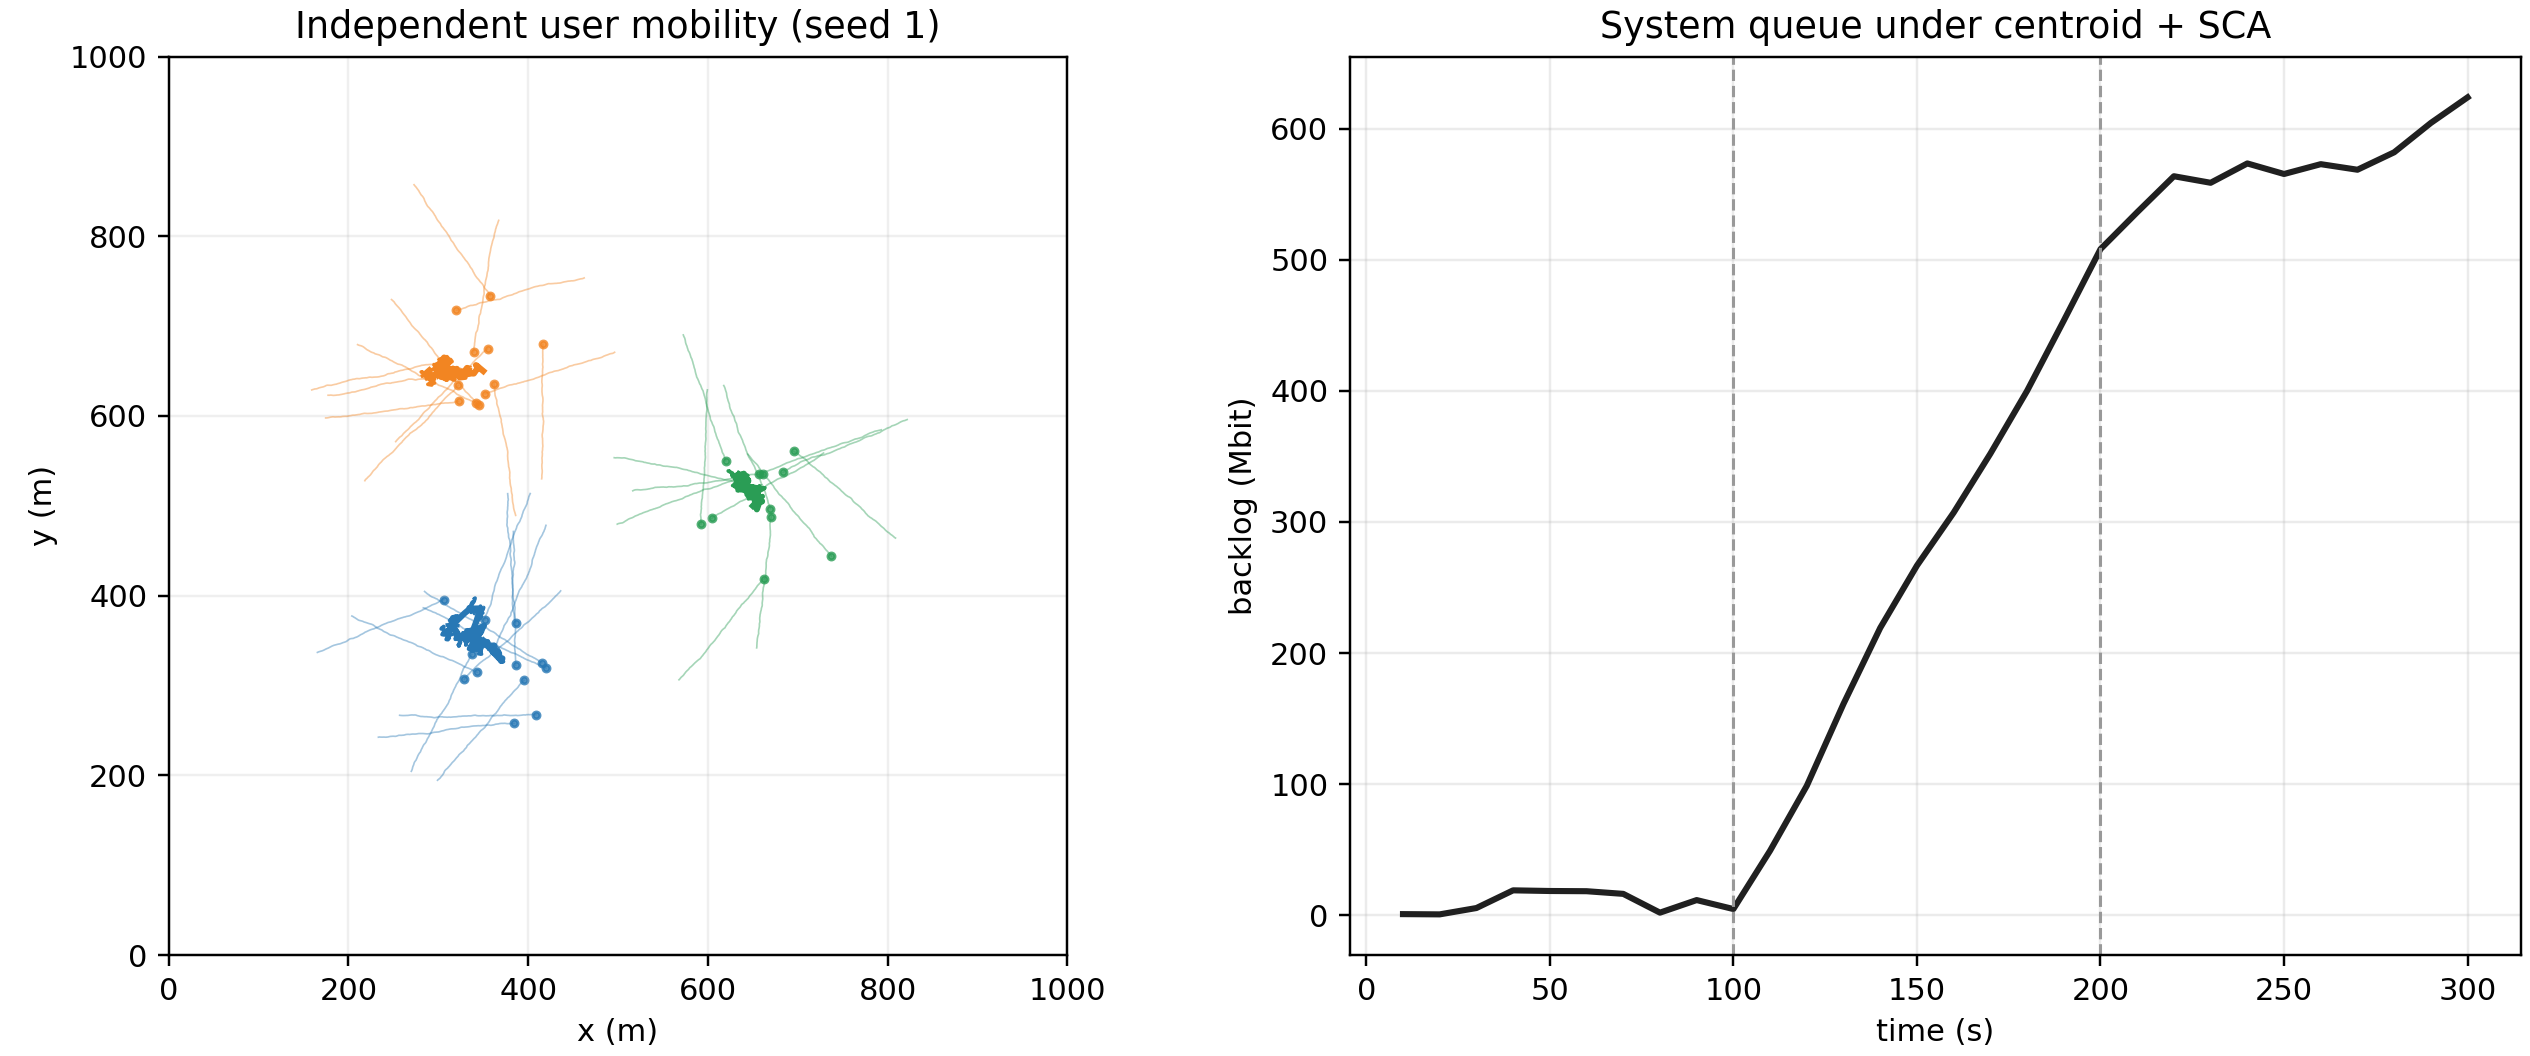 Independent user mobility (seed 1)
1000
800
600
400
200
0
y (m)
0 200 400 600 800 1000
x (m)
System queue under centroid + SCA
600
500
400
300
200
100
0
backlog (Mbit)
0 50 100 150 200 250 300
time (s)